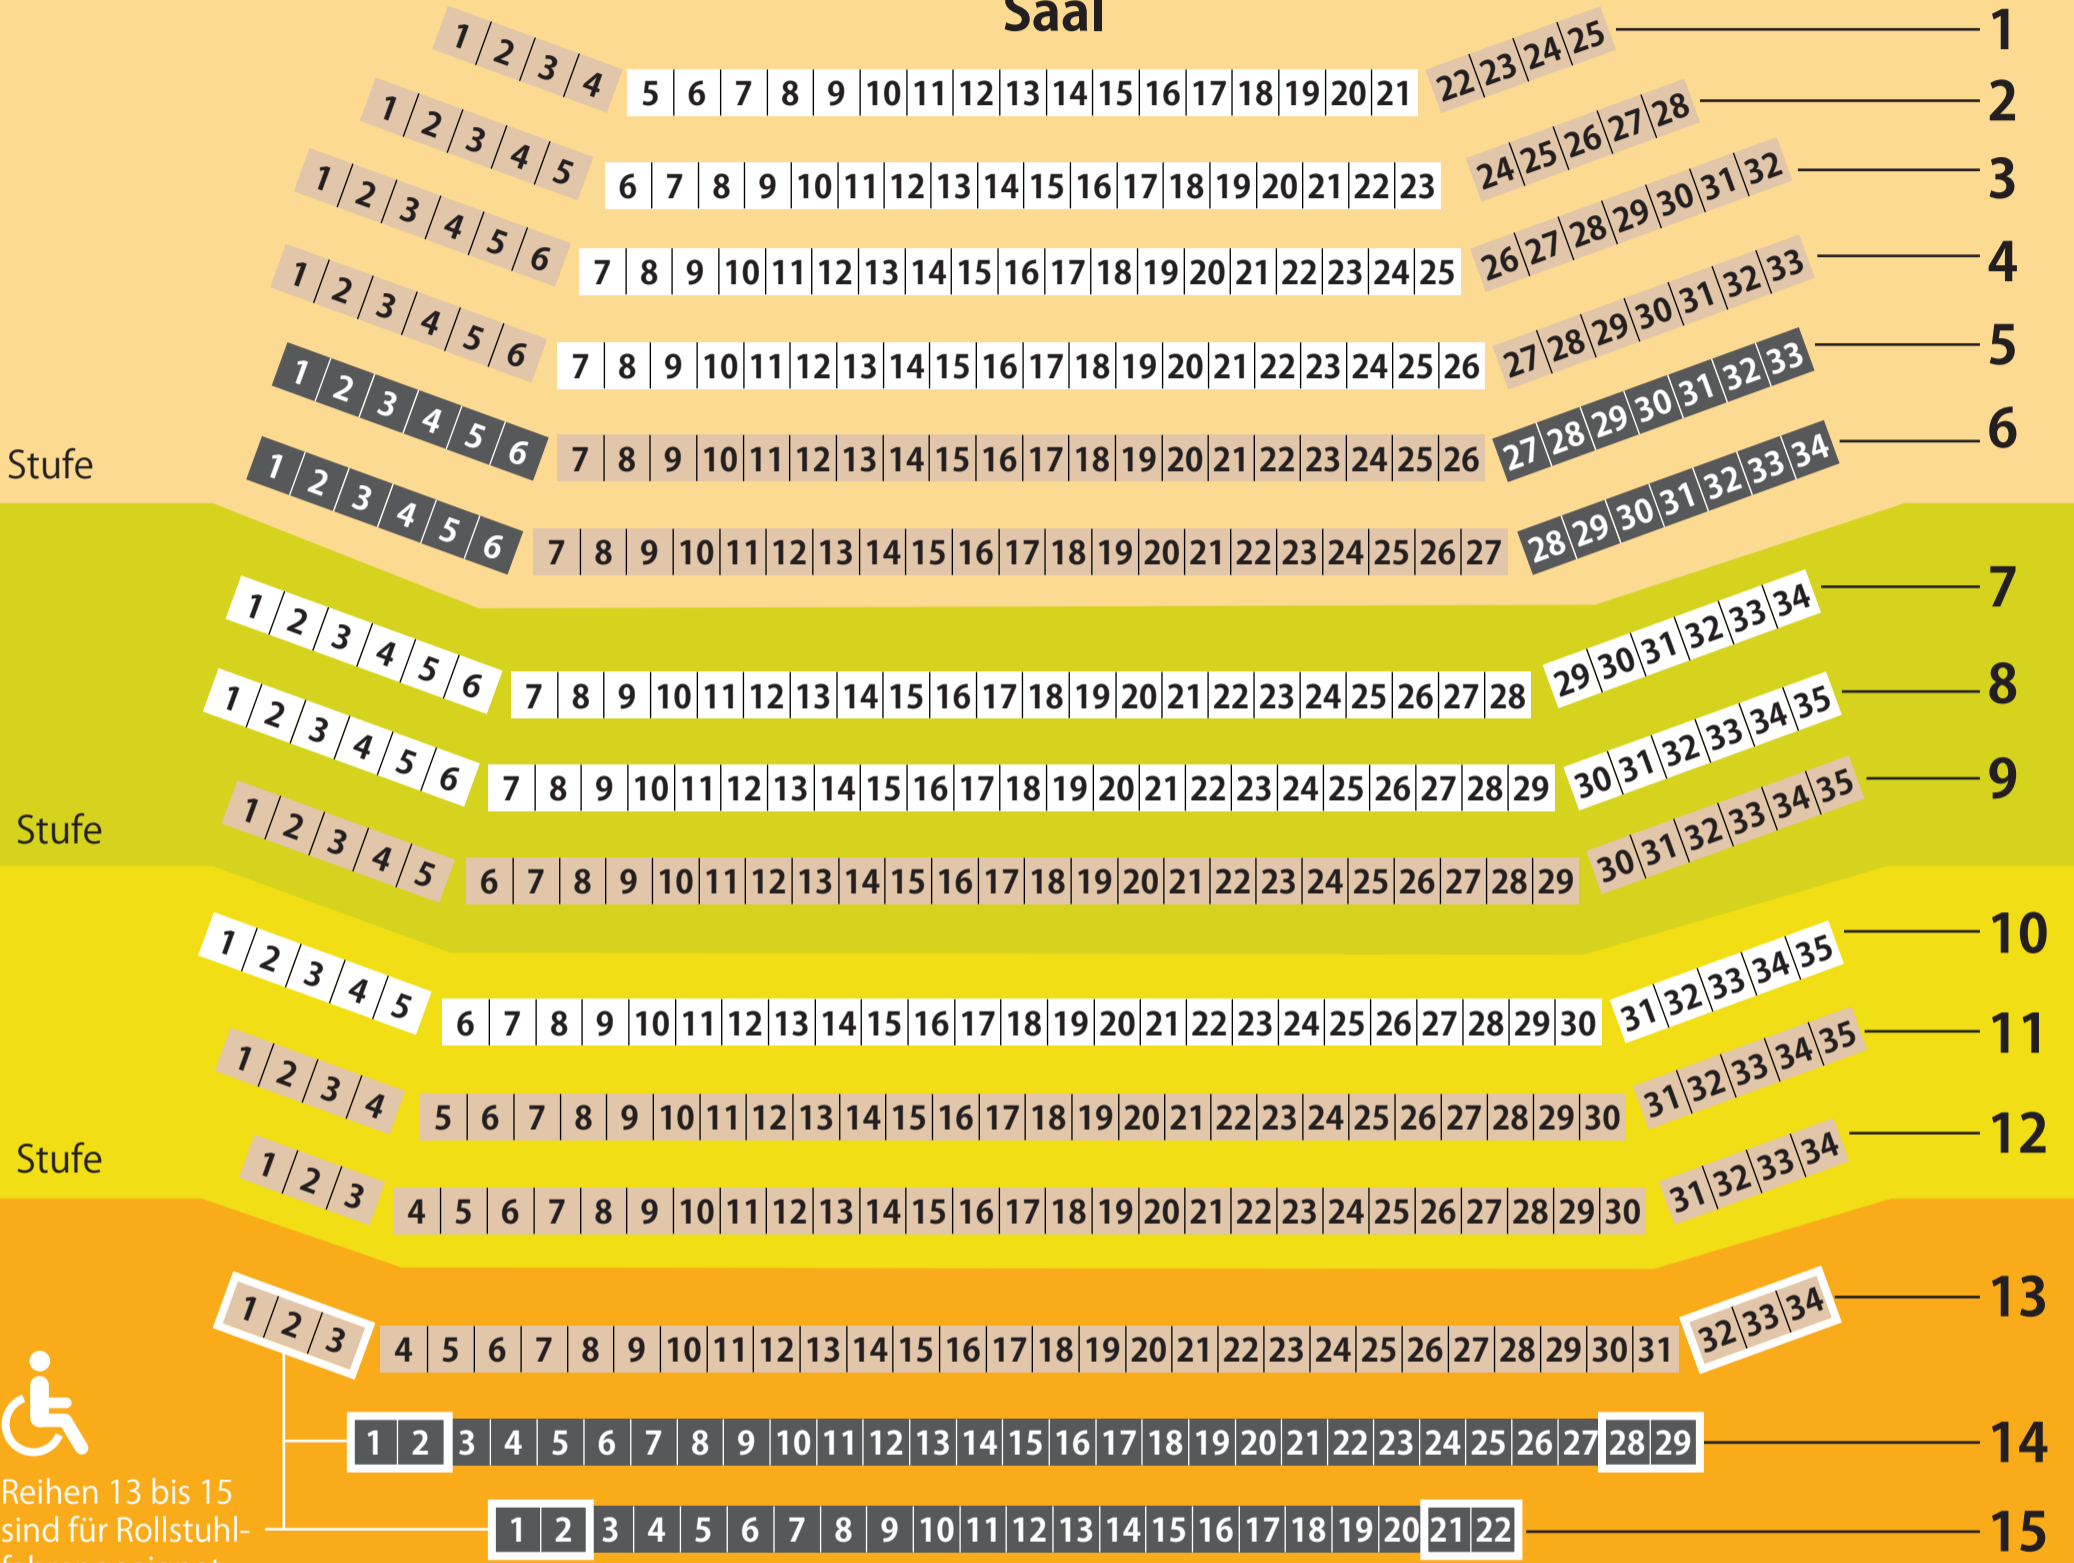 Saal
1 2 3 4 5 6 7 8 9 10 11 12 13 14 15 16 17 18 19 20 21 22 23 24 25 1
1 2 3 4 5 6 7 8 9 10 11 12 13 14 15 16 17 18 19 20 21 22 23 24 25 26 27 28 2
1 2 3 4 5 6 7 8 9 10 11 12 13 14 15 16 17 18 19 20 21 22 23 24 25 26 27 28 29 30 31 32 3
1 2 3 4 5 6 7 8 9 10 11 12 13 14 15 16 17 18 19 20 21 22 23 24 25 26 27 28 29 30 31 32 33 4
1 2 3 4 5 6 7 8 9 10 11 12 13 14 15 16 17 18 19 20 21 22 23 24 25 26 27 28 29 30 31 32 33 5
Stufe
1 2 3 4 5 6 7 8 9 10 11 12 13 14 15 16 17 18 19 20 21 22 23 24 25 26 27 28 29 30 31 32 33 34 6
1 2 3 4 5 6 7 8 9 10 11 12 13 14 15 16 17 18 19 20 21 22 23 24 25 26 27 28 29 30 31 32 33 34 7
1 2 3 4 5 6 7 8 9 10 11 12 13 14 15 16 17 18 19 20 21 22 23 24 25 26 27 28 29 30 31 32 33 34 35 8
Stufe
1 2 3 4 5 6 7 8 9 10 11 12 13 14 15 16 17 18 19 20 21 22 23 24 25 26 27 28 29 30 31 32 33 34 35 9
1 2 3 4 5 6 7 8 9 10 11 12 13 14 15 16 17 18 19 20 21 22 23 24 25 26 27 28 29 30 31 32 33 34 35 10
1 2 3 4 5 6 7 8 9 10 11 12 13 14 15 16 17 18 19 20 21 22 23 24 25 26 27 28 29 30 31 32 33 34 35 11
Stufe
1 2 3 4 5 6 7 8 9 10 11 12 13 14 15 16 17 18 19 20 21 22 23 24 25 26 27 28 29 30 31 32 33 34 12
1 2 3 4 5 6 7 8 9 10 11 12 13 14 15 16 17 18 19 20 21 22 23 24 25 26 27 28 29 30 31 32 33 34 13
1 2 3 4 5 6 7 8 9 10 11 12 13 14 15 16 17 18 19 20 21 22 23 24 25 26 27 28 29 14
1 2 3 4 5 6 7 8 9 10 11 12 13 14 15 16 17 18 19 20 21 22 15
Reihen 13 bis 15
sind für Rollstuhl-